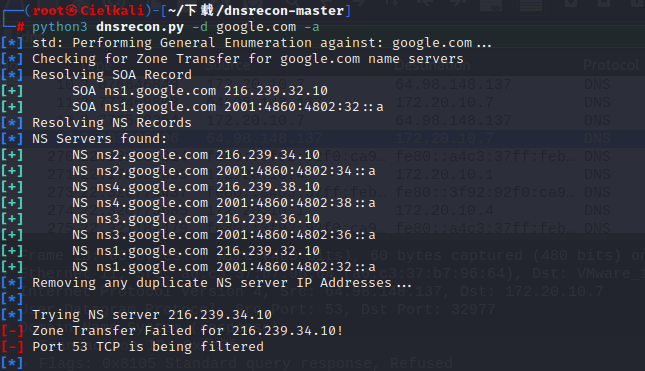 (root㉿Cielkali)-[~/下载/dnsrecon-master]
# python3 dnsrecon.py -d google.com -a
[*] std: Performing General Enumeration against: google.com...
[*] Checking for Zone Transfer for google.com name servers
[*] Resolving SOA Record
[+] SOA ns1.google.com 216.239.32.10
[+] SOA ns1.google.com 2001:4860:4802:32::a
[*] Resolving NS Records
[*] NS Servers found:
[+] NS ns2.google.com 216.239.34.10
[+] NS ns2.google.com 2001:4860:4802:34::a
[+] NS ns4.google.com 216.239.38.10
[+] NS ns4.google.com 2001:4860:4802:38::a
[+] NS ns3.google.com 216.239.36.10
[+] NS ns3.google.com 2001:4860:4802:36::a
[+] NS ns1.google.com 216.239.32.10
[+] NS ns1.google.com 2001:4860:4802:32::a
[*] Removing any duplicate NS server IP Addresses...
[*]
[*] Trying NS server 216.239.34.10
[-] Zone Transfer Failed for 216.239.34.10!
[-] Port 53 TCP is being filtered
[*]